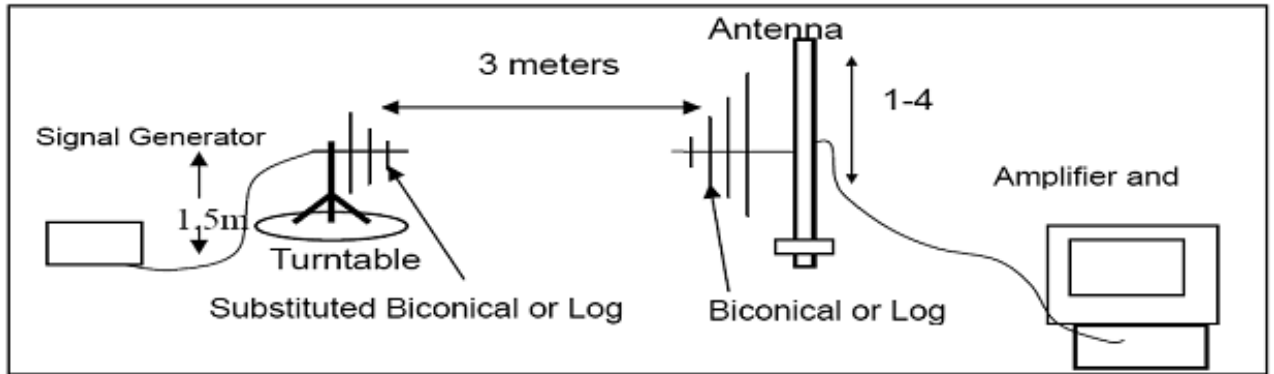 Antenna
3 meters
1-4
Signal Generator
Amplifier and
1.5m
Turntable
Substituted Biconical or Log
Biconical or Log